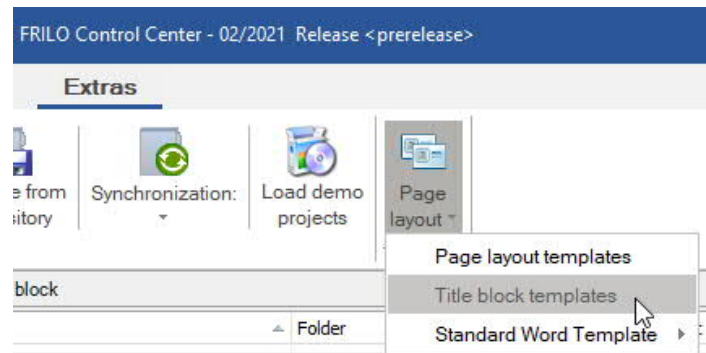 FRILO Control Center - 02/2021 Release <prerelease>
Extras
from
Synchronization:
Load demo
projects
Page
layout
block
Folder
Page layout templates
Title block templates
Standard Word Template